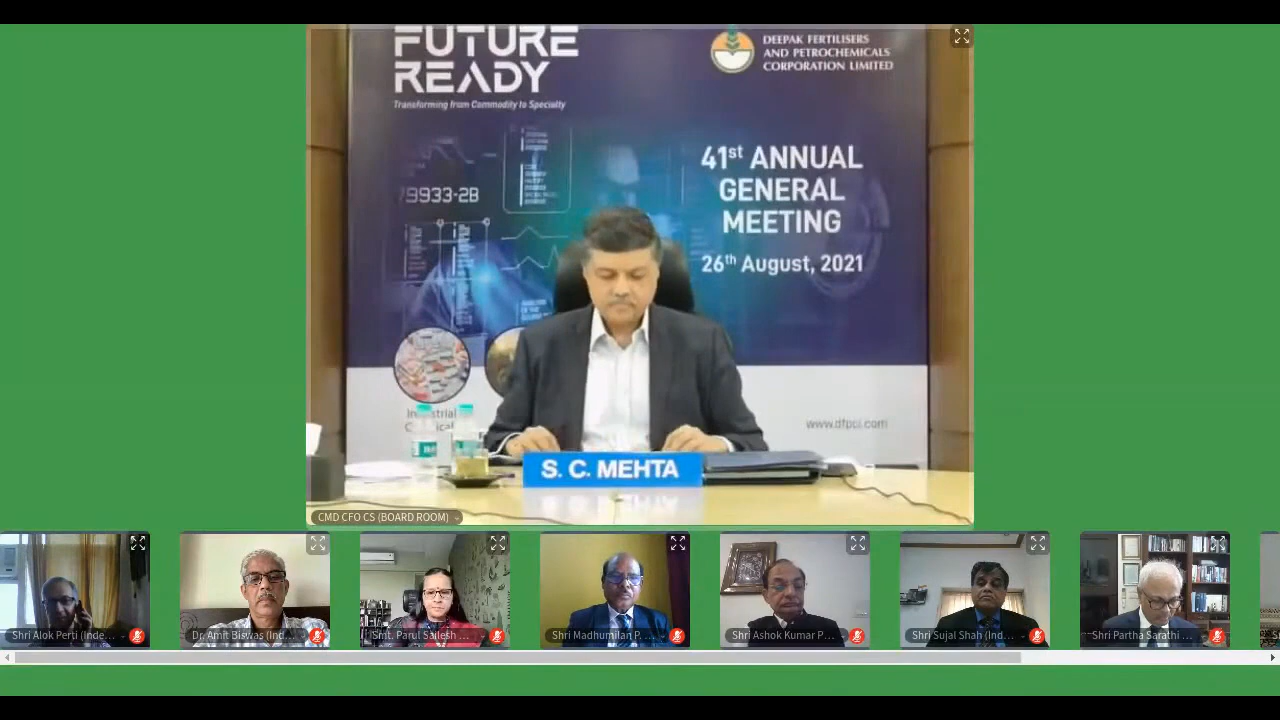 FUTURE
READY
Transforming from Commodity to Specialty
DEEPAK FERTILISERS
AND PETROCHEMICALS
CORPORATION LIMITED
41st ANNUAL
GENERAL
MEETING
26th August, 2021
79933-2B
www.dfpcl.com
S. C. MEHTA
CMD CFO CS (BOARD ROOM)
Shri Alok Perti (Inde...
Dr. Amit Biswas (Ind...
Smt. Parul Sailesh ...
Shri Madhumilan P. ...
Shri Ashok Kumar P...
Shri Sujal Shah (Ind...
Shri Partha Sarathi ...